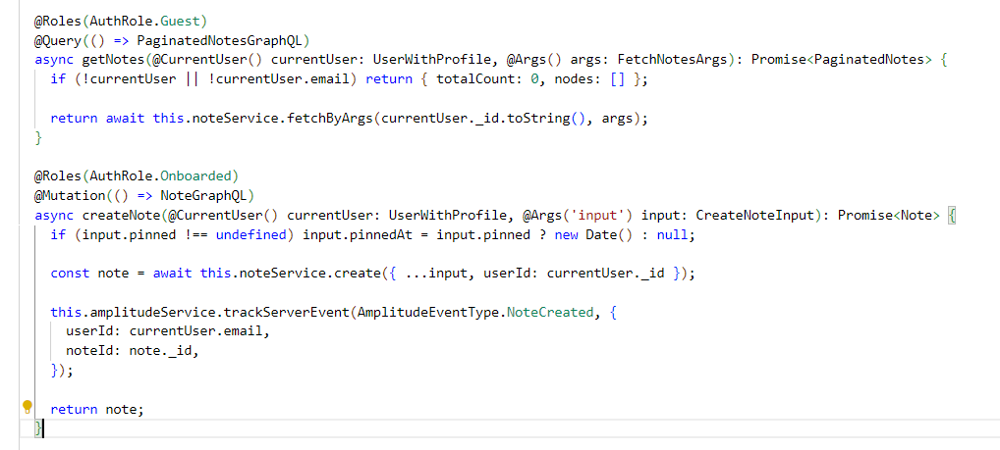 @Roles(AuthRole.Guest)
@Query(() => PaginatedNotesGraphQL)
async getNotes(@CurrentUser() currentUser: UserWithProfile, @Args() args: FetchNotesArgs): Promise<PaginatedNotes> {
if (!currentUser || !currentUser.email) return { totalCount: 0, nodes: [] };
return await this.noteService.fetchByArgs(currentUser._id.toString(), args);
}
@Roles(AuthRole.Onboarded)
@Mutation(() => NoteGraphQL)
async createNote(@CurrentUser() currentUser: UserWithProfile, @Args('input') input: CreateNoteInput): Promise<Note> {
if (input.pinned !== undefined) input.pinnedAt = input.pinned ? new Date() : null;
const note = await this.noteService.create({ ...input, userId: currentUser._id });
this.amplitudeService.trackServerEvent(AmplitudeEventType.NoteCreated, {
userId: currentUser.email,
noteId: note._id,
});
return note;
}